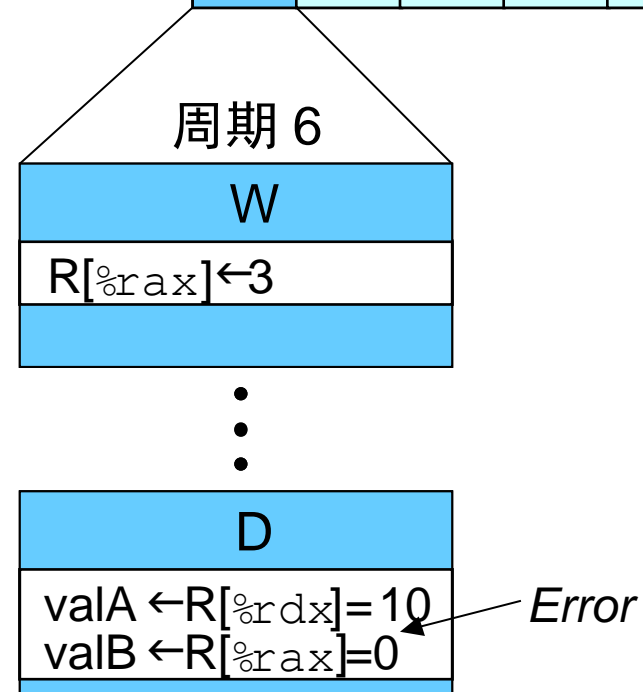 周期 6
W
R[%rax]←3
D
valA ←R[%rdx]= 10
valB ←R[%rax]=0
Error